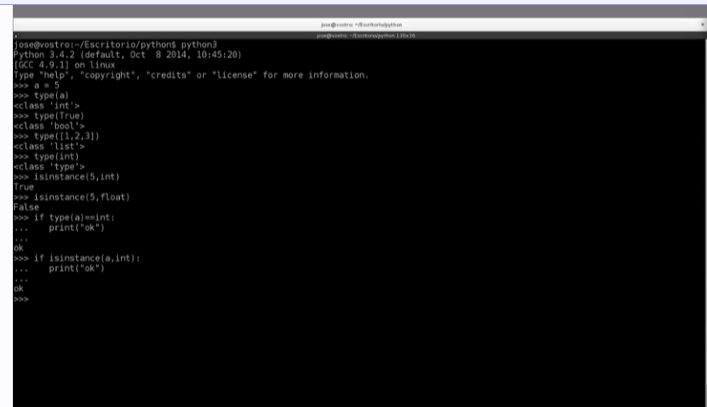 jose@vostro: ~/Escritorio/python
jose@vostro: ~/Escritorio/python
jose@vostro:~/Escritorio/python$ python3
Python 3.4.2 (default, Oct  8 2014, 10:45:20)
[GCC 4.9.1] on linux
Type "help", "copyright", "credits" or "license" for more information.
>>> a = 5
>>> type(a)
<class 'int'>
>>> type(True)
<class 'bool'>
>>> type([1,2,3])
<class 'list'>
>>> type(int)
<class 'type'>
>>> isinstance(5,int)
True
>>> isinstance(5,float)
False
>>> if type(a)==int:
...     print("ok")
...
ok
>>> if isinstance(a,int):
...     print("ok")
...
ok
>>>